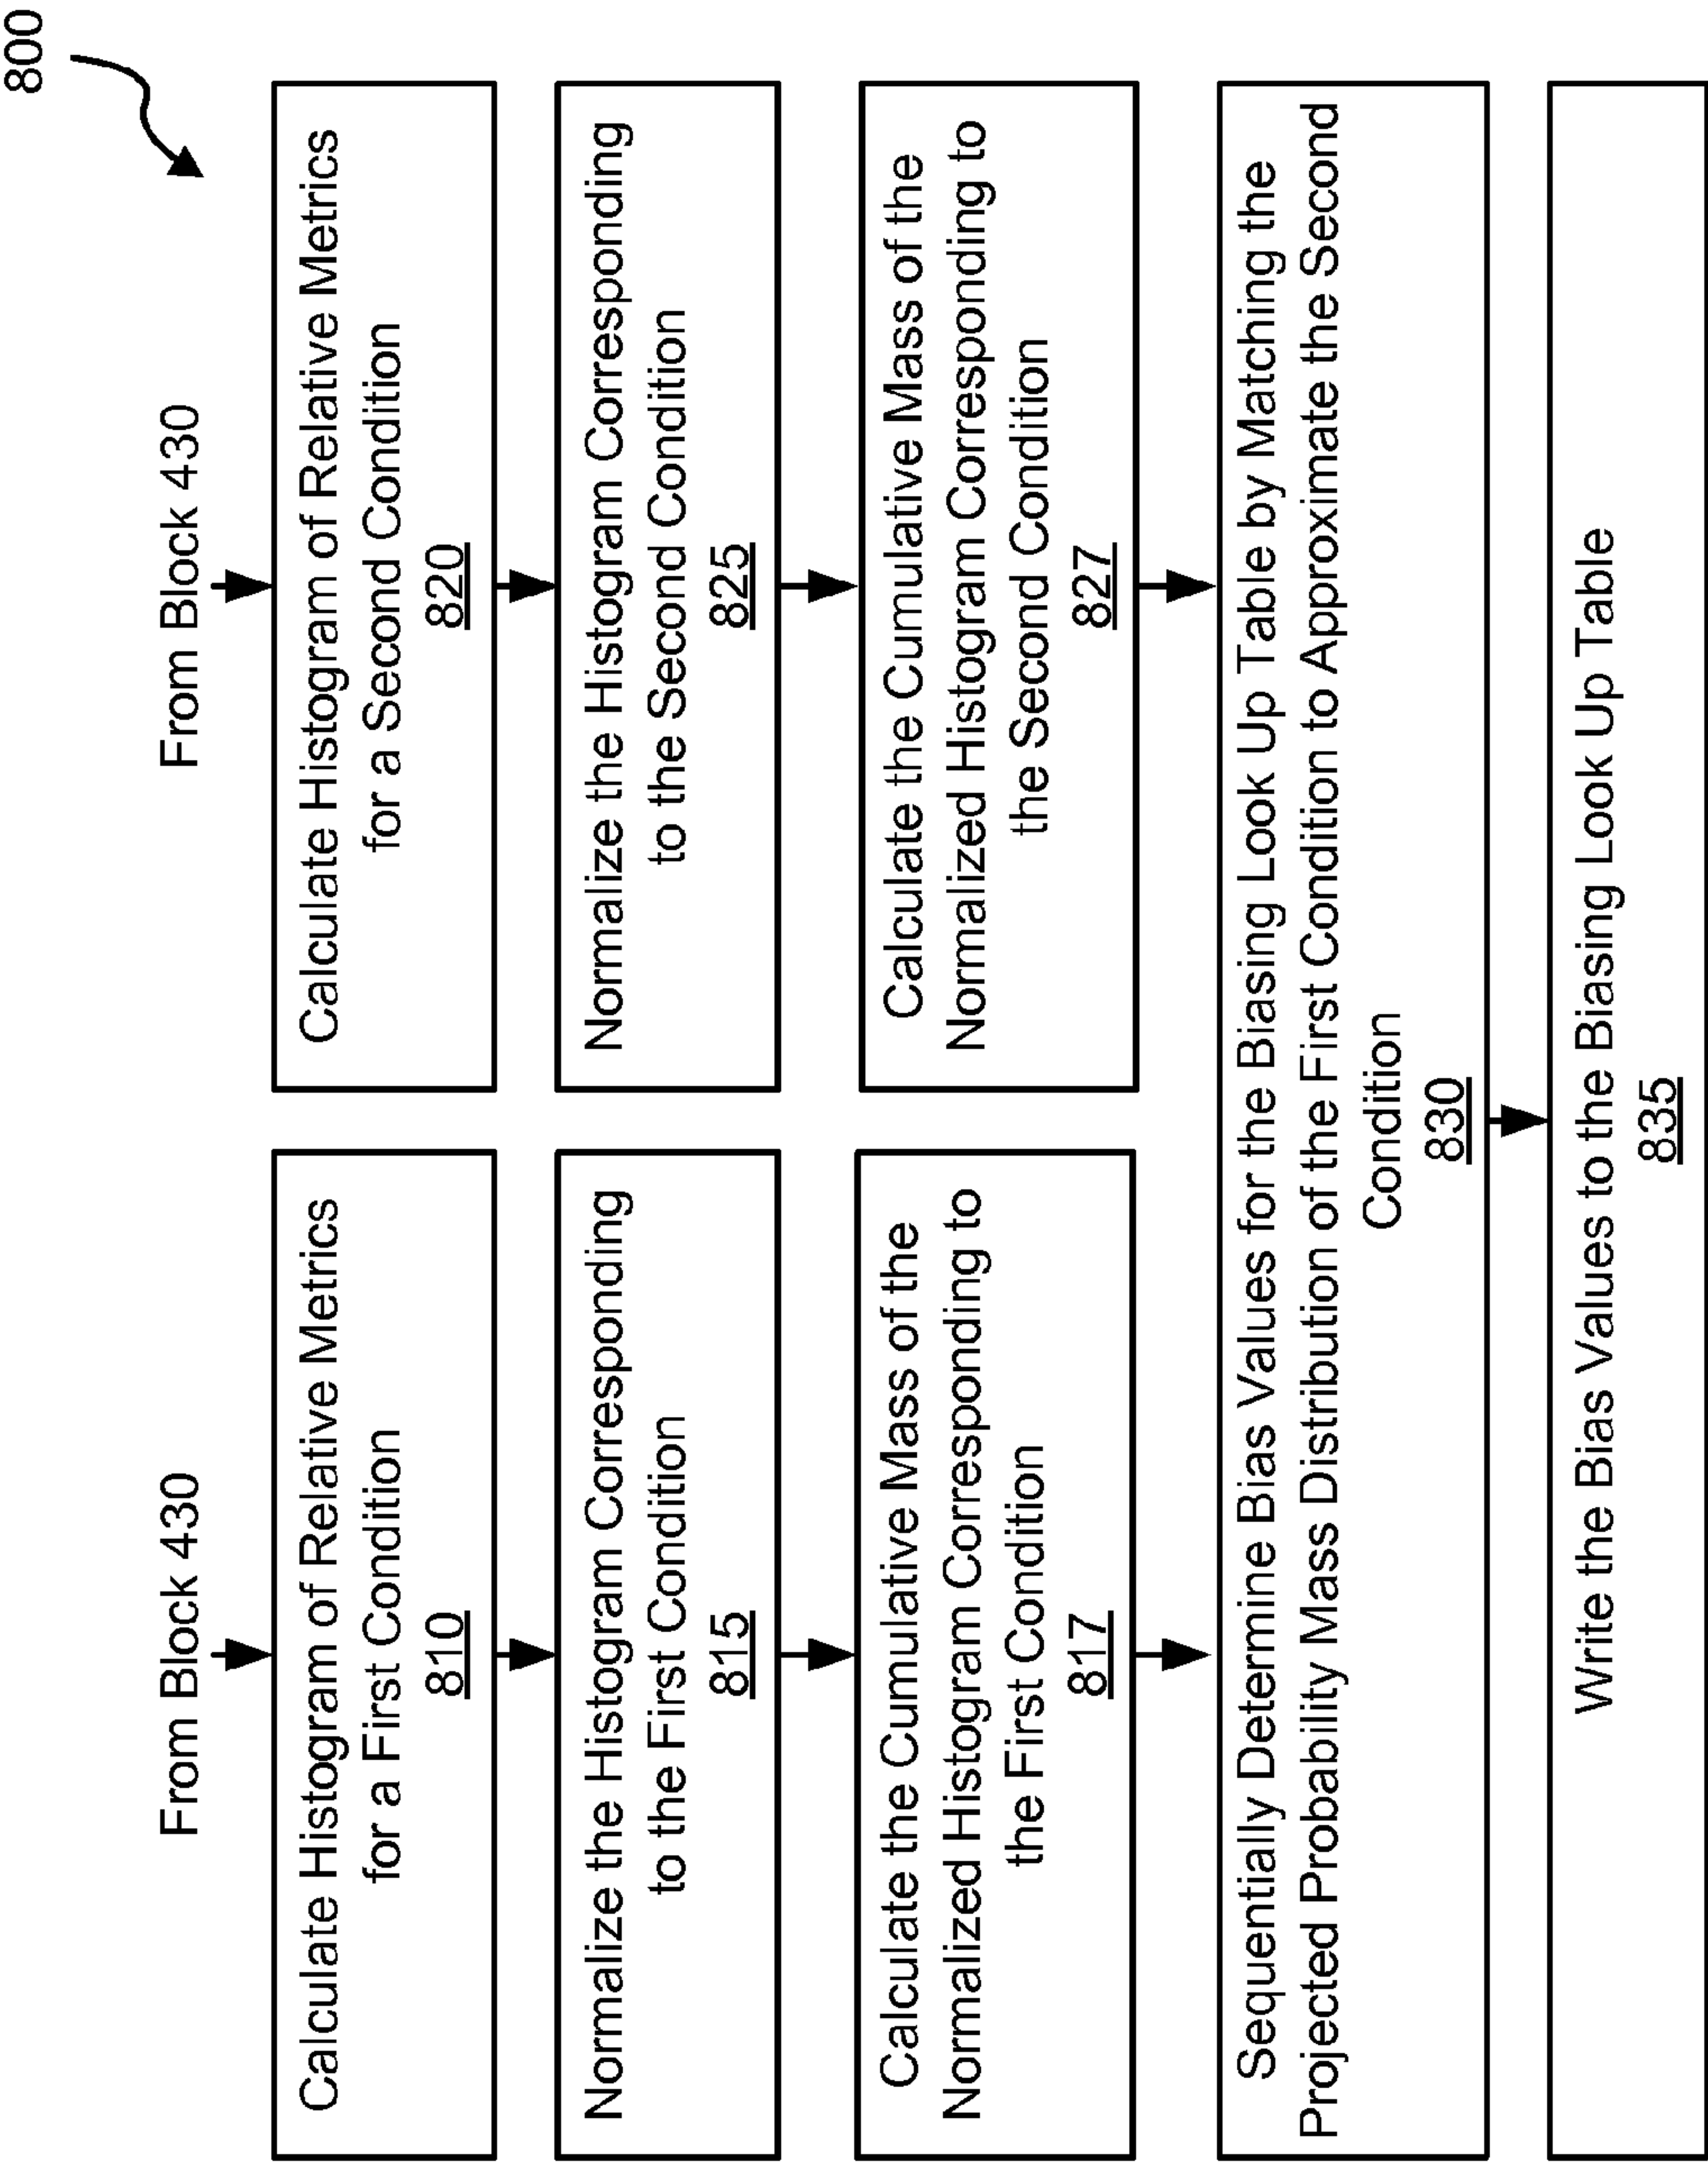 800
From Block 430
Calculate Histogram of Relative Metrics
for a First Condition
810
Normalize the Histogram Corresponding
to the First Condition
815
Calculate the Cumulative Mass of the
Normalized Histogram Corresponding to
the First Condition
817
From Block 430
Calculate Histogram of Relative Metrics
for a Second Condition
820
Normalize the Histogram Corresponding
to the Second Condition
825
Calculate the Cumulative Mass of the
Normalized Histogram Corresponding to
the Second Condition
827
Sequentially Determine Bias Values for the Biasing Look Up Table by Matching the
Projected Probability Mass Distribution of the First Condition to Approximate the Second
Condition
830
Write the Bias Values to the Biasing Look Up Table
835